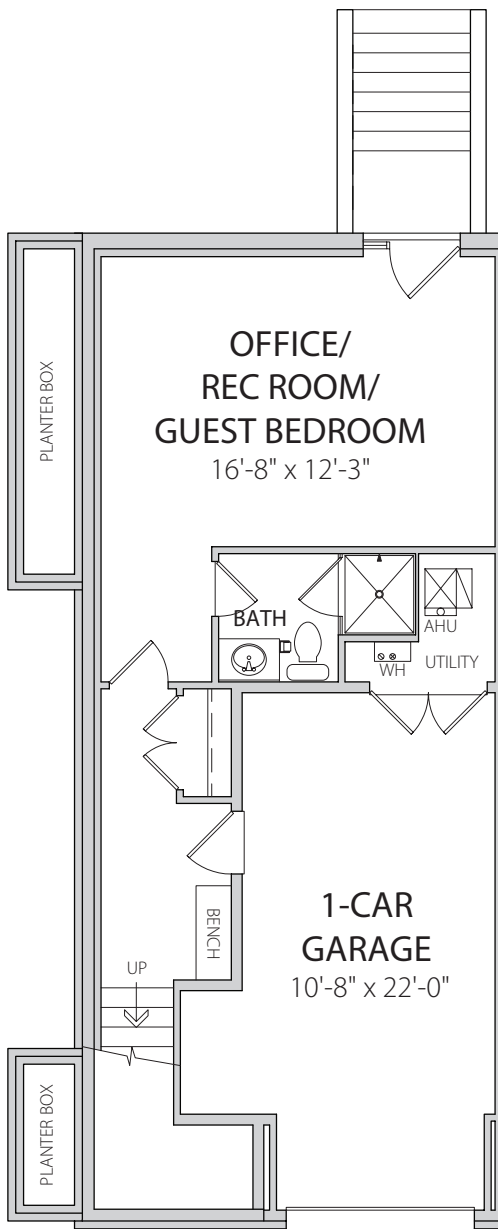 OFFICE/
REC ROOM/
GUEST BEDROOM
16'-8" x 12'-3"
PLANTER BOX
BATH
AHU
WH
UTILITY
1-CAR
GARAGE
10'-8" x 22'-0"
BENCH
UP
PLANTER BOX